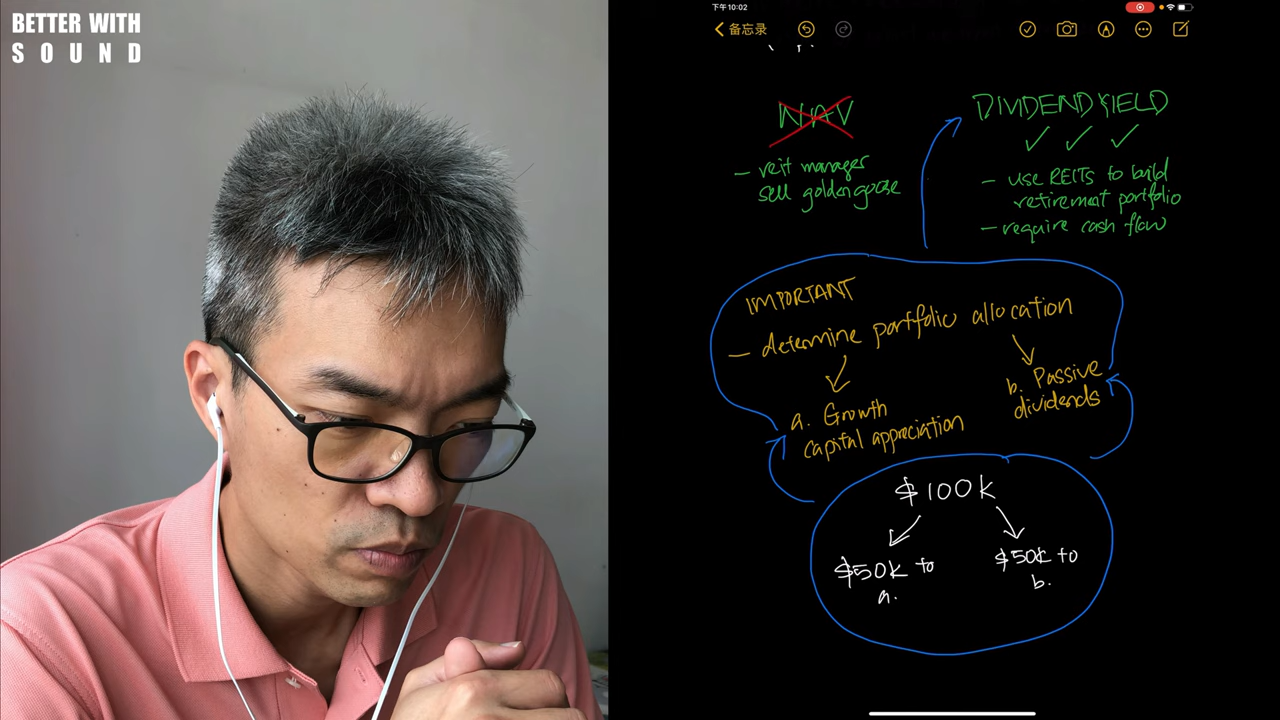 BETTER WITH
SOUND
下午10:02
备忘录
NAV
- reit manager
sell golden goose
DIVIDEND YIELD
- use REITs to build
retirement portfolio
- require cash flow
IMPORTANT
- determine portfolio allocation
a. Growth
capital appreciation
b. Passive
dividends
$100k
$50k to
a.
$50k to
b.